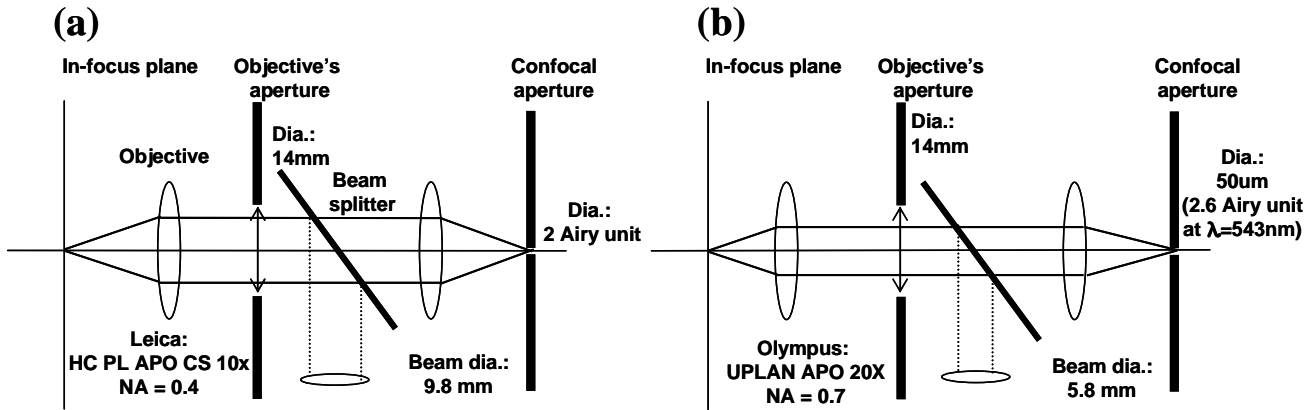 (a)
In-focus plane
Objective's
aperture
Confocal
aperture
Dia.:
14mm
Objective
Beam
splitter
Dia.:
2 Airy unit
Leica:
HC PL APO CS 10x
NA = 0.4
Beam dia.:
9.8 mm
(b)
In-focus plane
Objective's
aperture
Confocal
aperture
Dia.:
14mm
Dia.:
50um
(2.6 Airy unit
at λ=543nm)
Olympus:
UPLAN APO 20X
NA = 0.7
Beam dia.:
5.8 mm